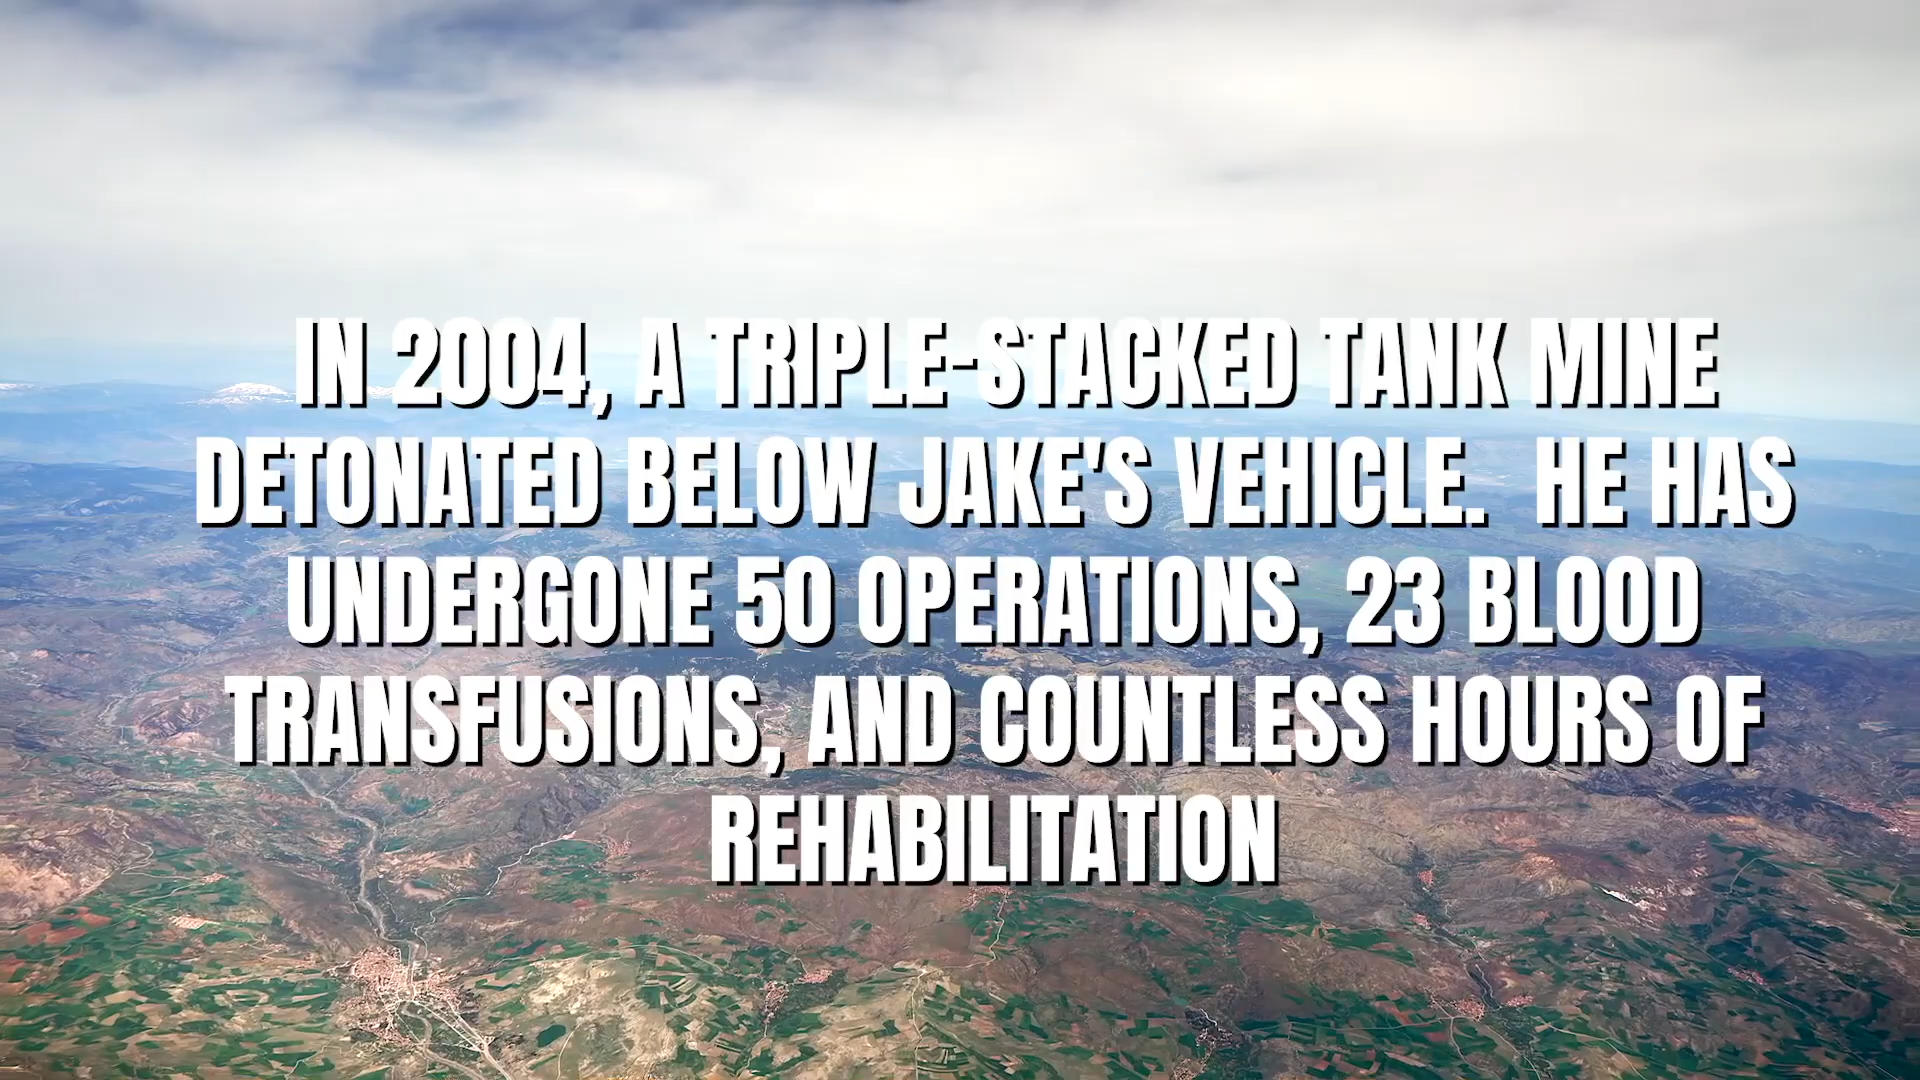 IN 2004, A TRIPLE-STACKED TANK MINE
DETONATED BELOW JAKE'S VEHICLE.  HE HAS
UNDERGONE 50 OPERATIONS, 23 BLOOD
TRANSFUSIONS, AND COUNTLESS HOURS OF
REHABILITATION